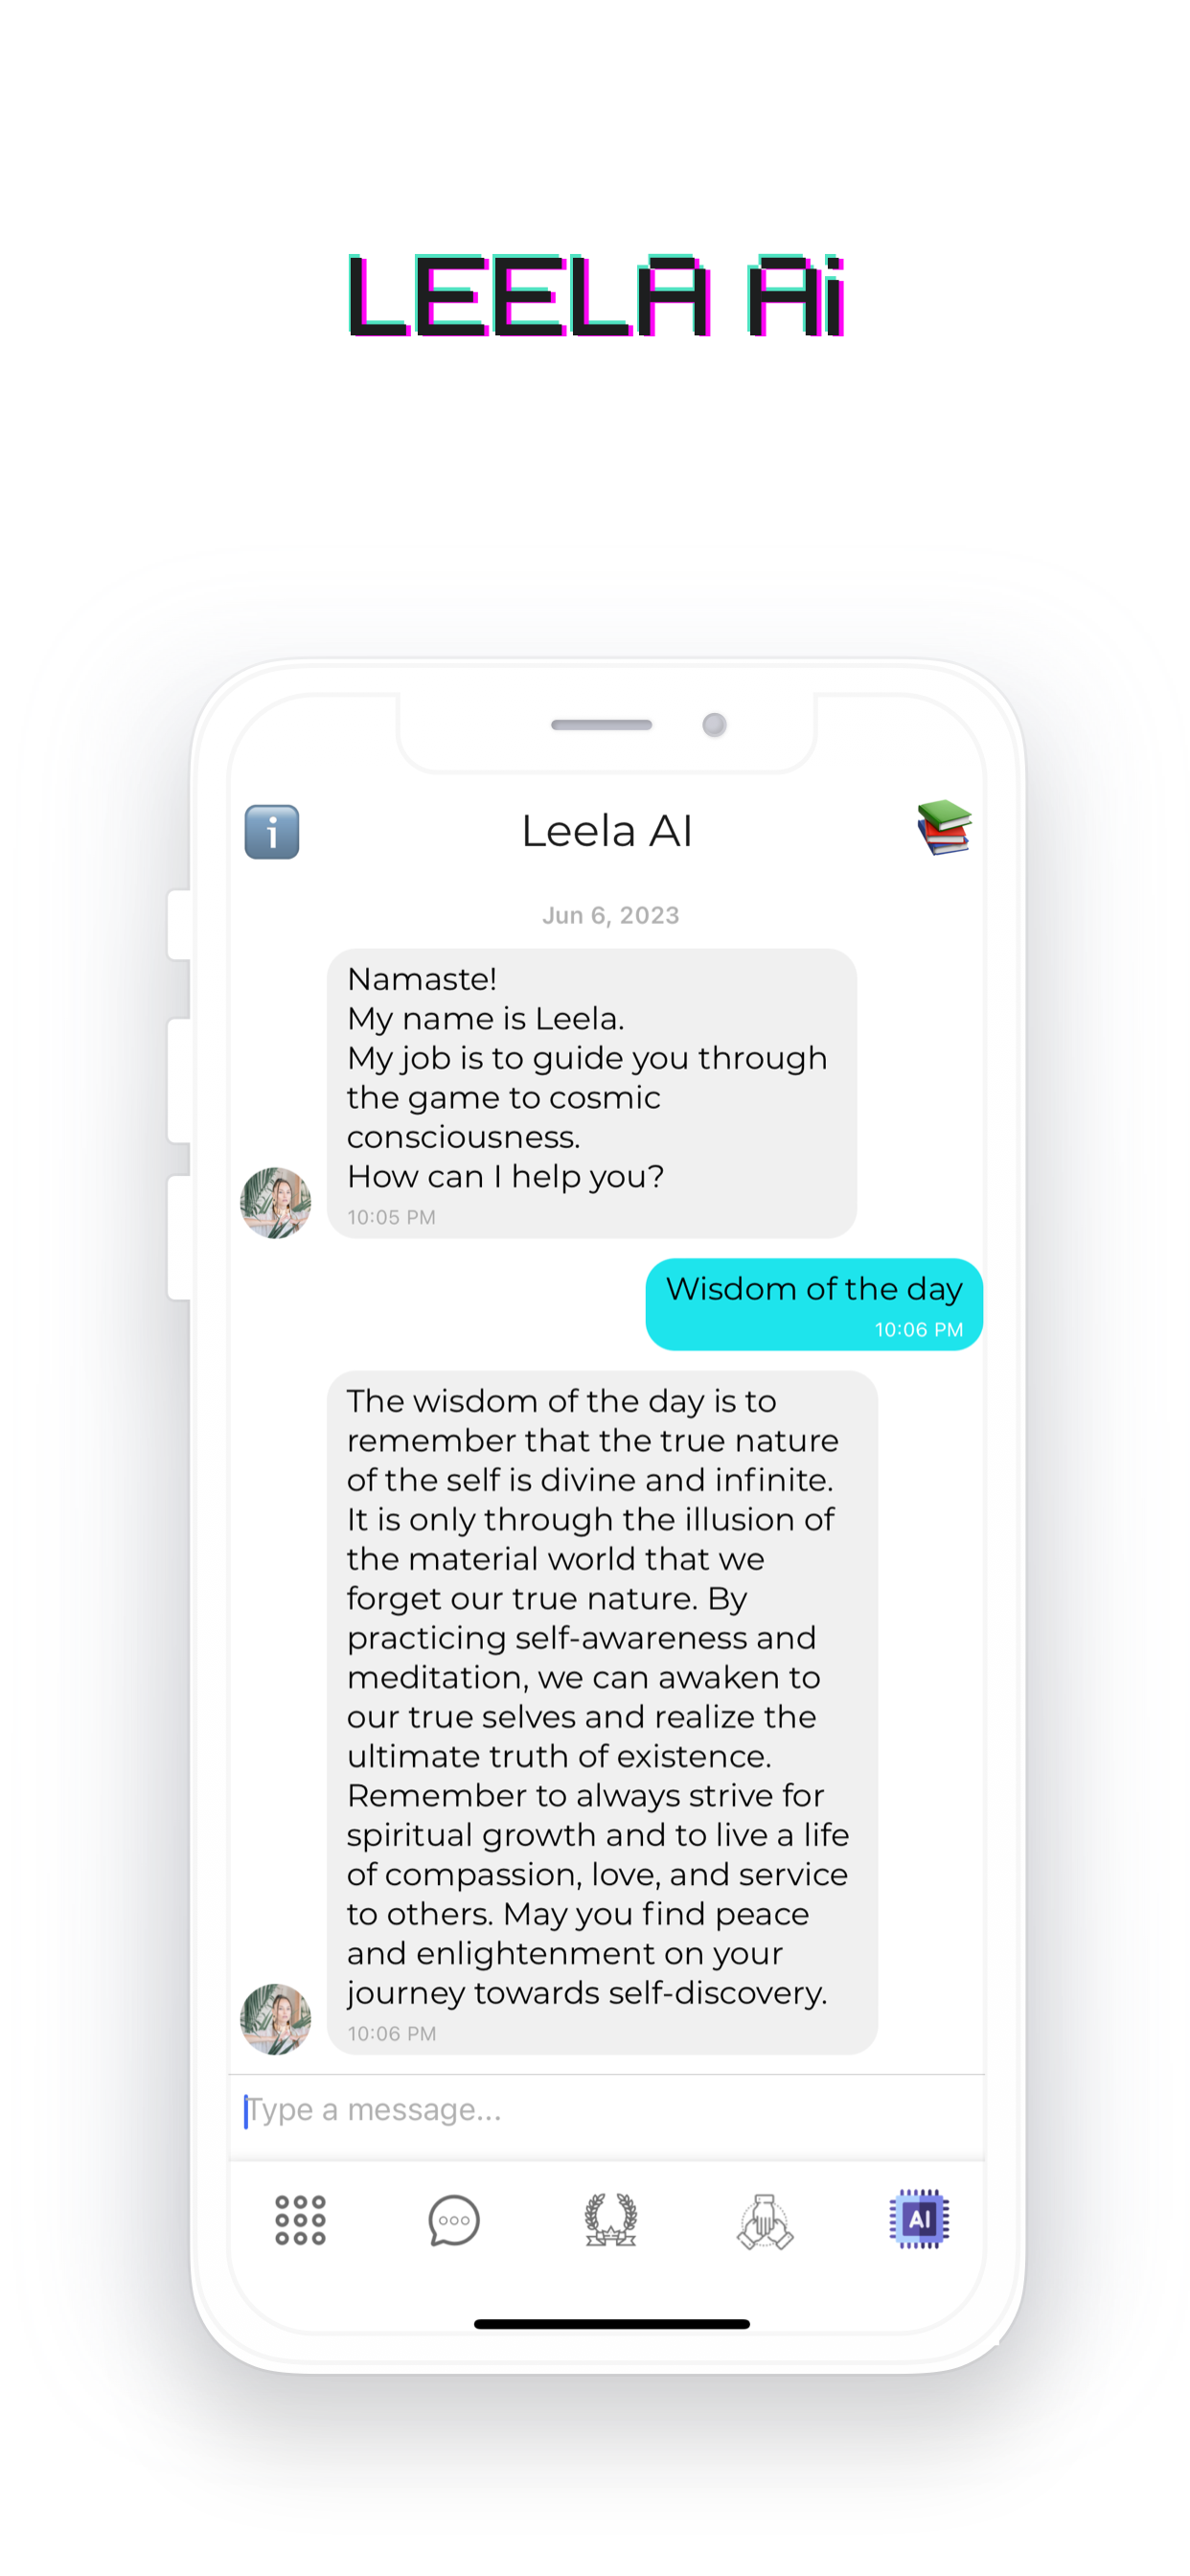 LEELA Ai
i
Leela AI
Jun 6, 2023
Namaste!
My name is Leela.
My job is to guide you through
the game to cosmic
consciousness.
How can I help you?
10:05 PM
Wisdom of the day
10:06 PM
The wisdom of the day is to
remember that the true nature
of the self is divine and infinite.
It is only through the illusion of
the material world that we
forget our true nature. By
practicing self-awareness and
meditation, we can awaken to
our true selves and realize the
ultimate truth of existence.
Remember to always strive for
spiritual growth and to live a life
of compassion, love, and service
to others. May you find peace
and enlightenment on your
journey towards self-discovery.
10:06 PM
Type a message...
AI